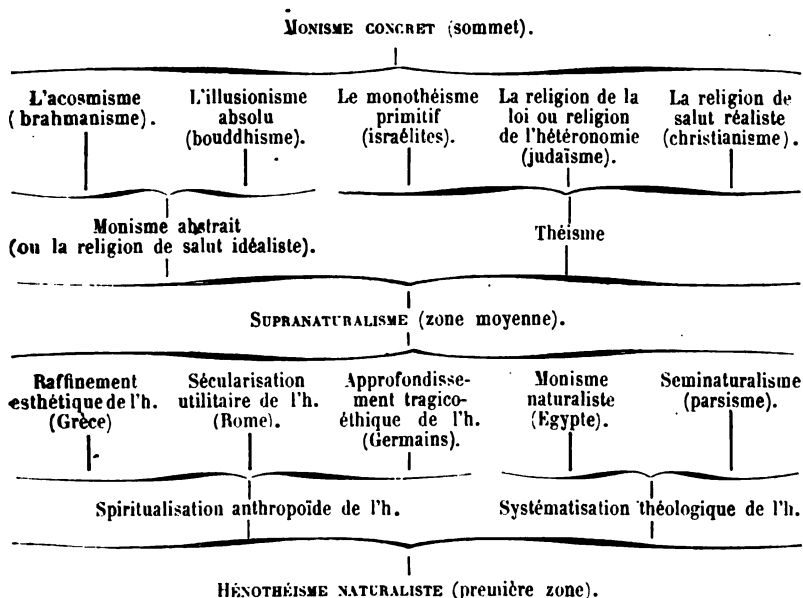 MONISME CONCRET (sommet).
L'acosmisme
(brahmanisme).
L'illusionisme
absolu
(bouddhisme).
Le monothéisme
primitif
(israélites).
La religion de la
loi ou religion
de l'hétéronomie
(judaïsme).
La religion de
salut réaliste
(christianisme).
Monisme abstrait
(ou la religion de salut idéaliste).
Théisme
SUPRANATURALISME (zone moyenne).
Raffinement
esthétique de l'h.
(Grèce)
Sécularisation
utilitaire de l'h.
(Rome).
Approfondisse-
ment tragico-
éthique de l'h.
(Germains).
Monisme
naturaliste
(Egypte).
Seminaturalisme
(parsisme).
Spiritualisation anthropoïde de l'h.
Systématisation théologique de l'h.
HÉNOTHÉISME NATURALISTE (première zone).